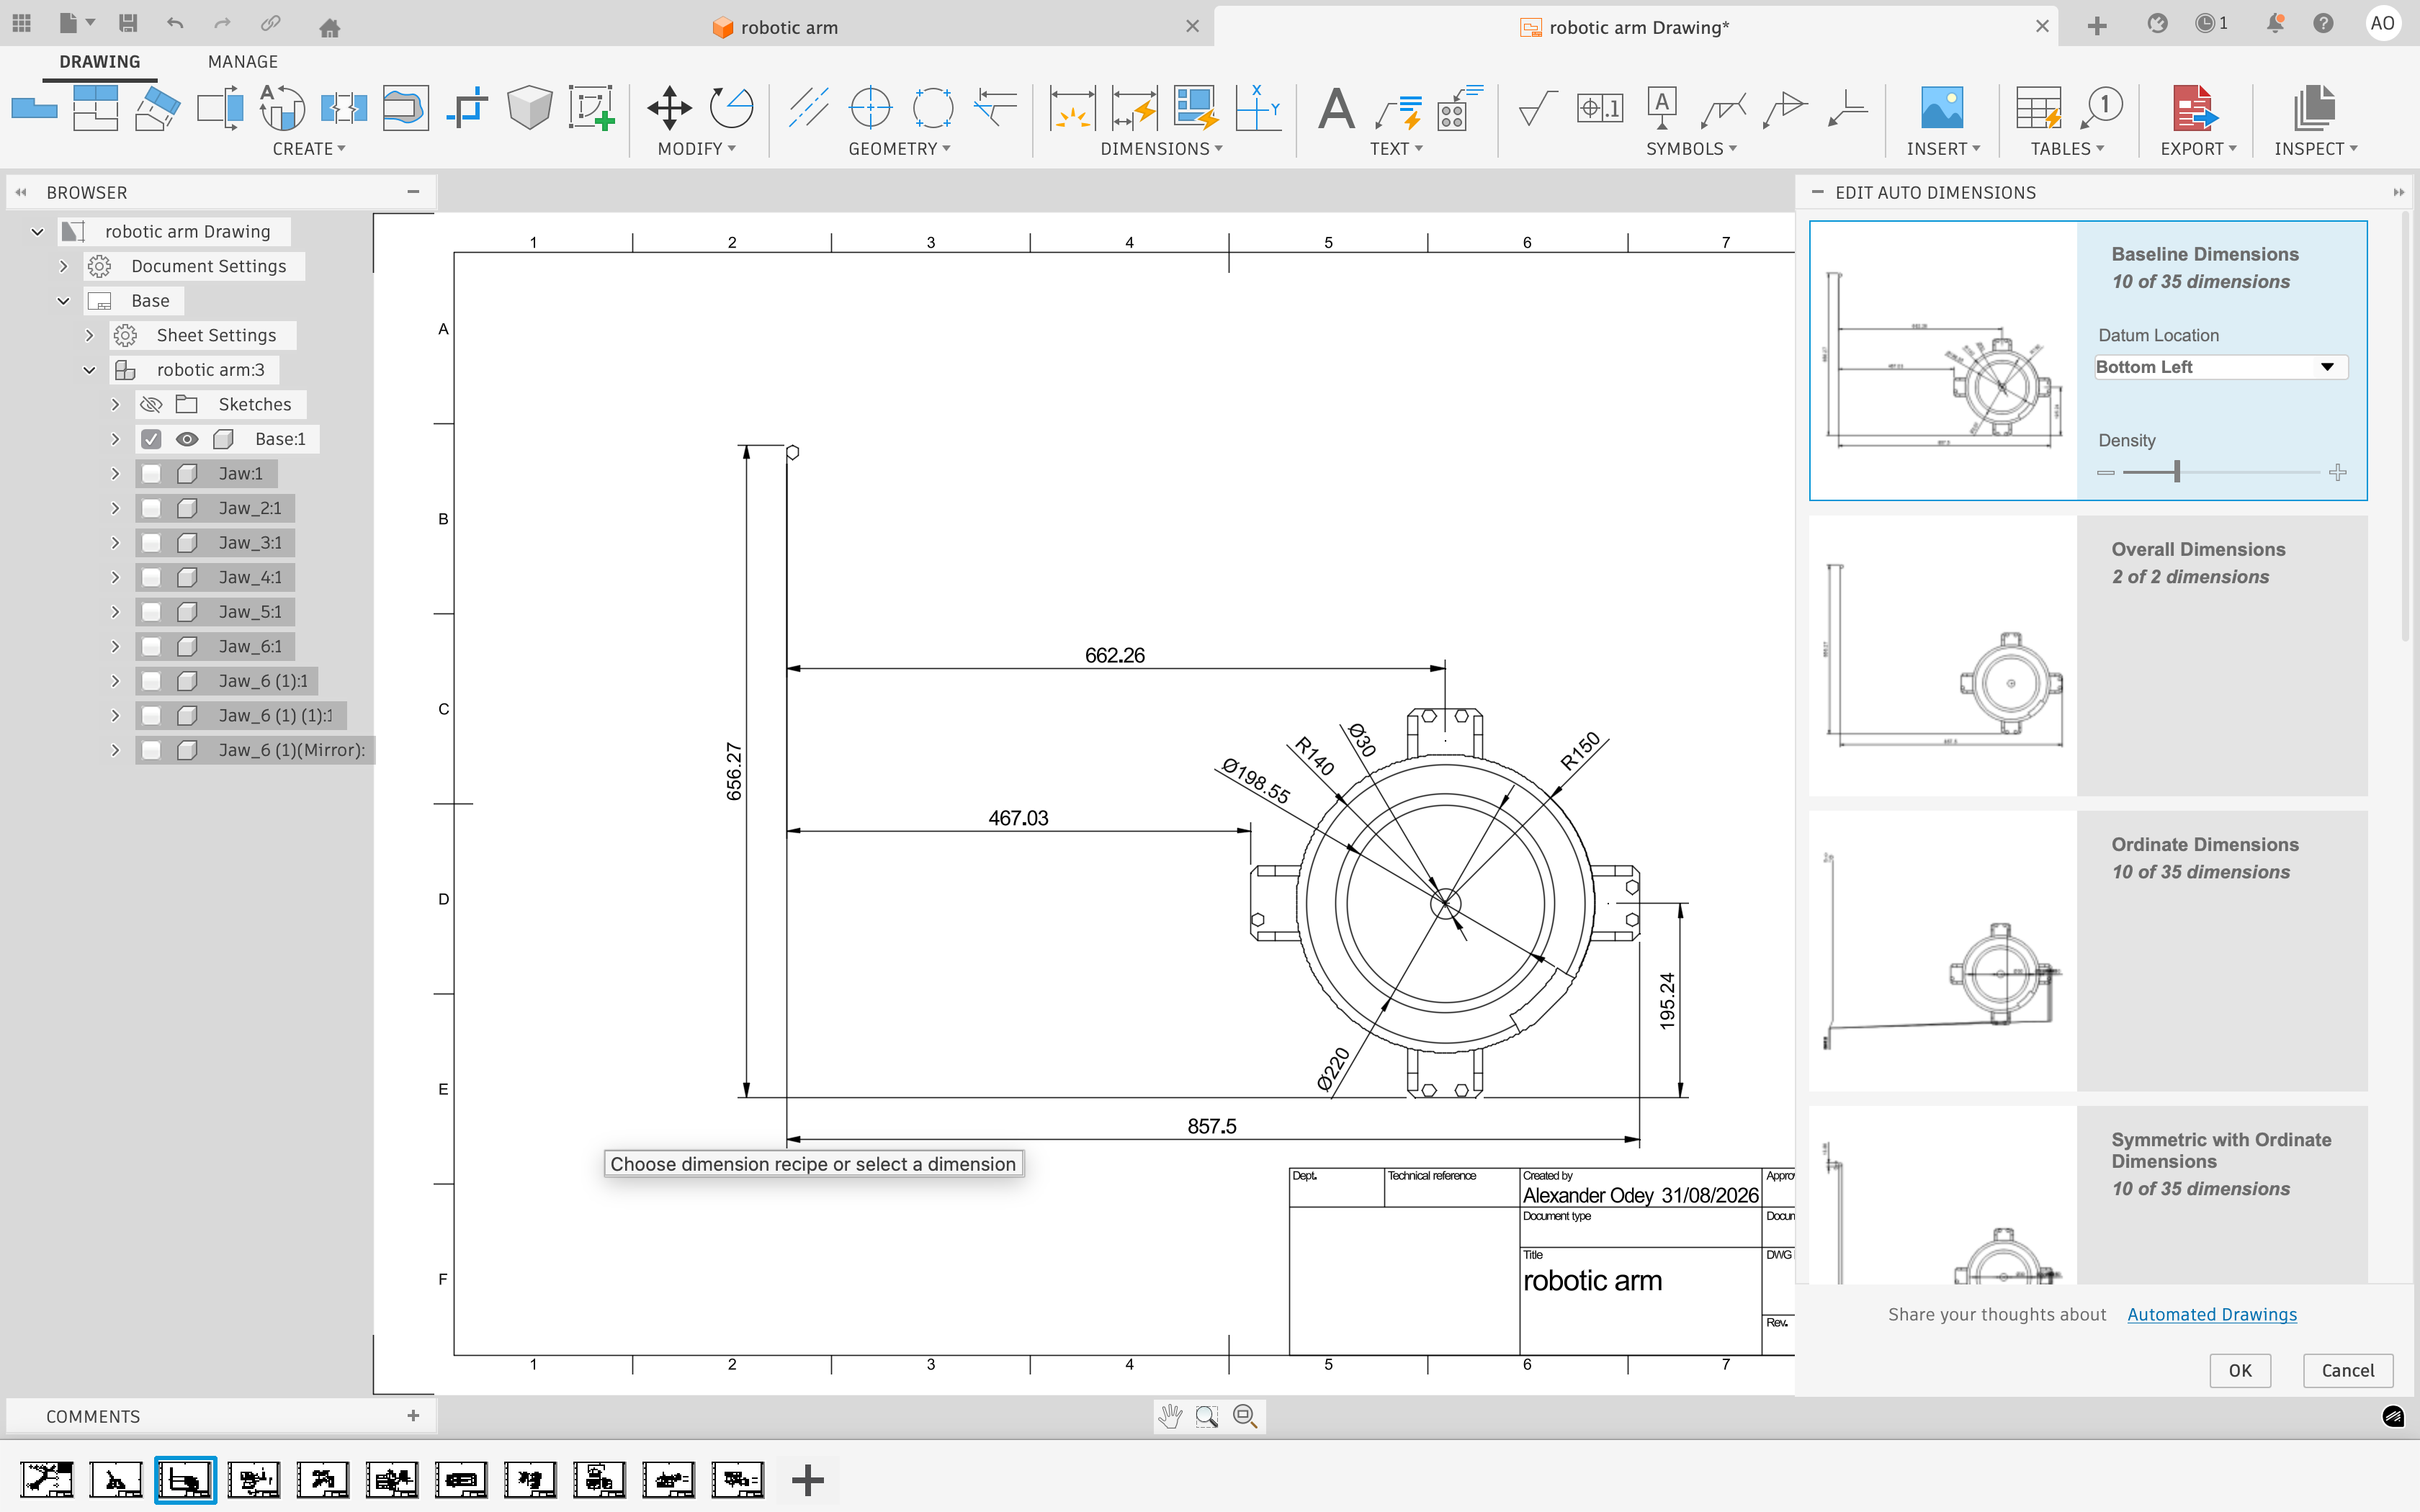 robotic arm
robotic arm Drawing*
1
AO
DRAWING
MANAGE
CREATE
MODIFY
GEOMETRY
DIMENSIONS
TEXT
SYMBOLS
INSERT
TABLES
EXPORT
INSPECT
BROWSER
robotic arm Drawing
Document Settings
Base
Sheet Settings
robotic arm:3
Sketches
Base:1
Jaw:1
Jaw_2:1
Jaw_3:1
Jaw_4:1
Jaw_5:1
Jaw_6:1
Jaw_6 (1):1
Jaw_6 (1) (1):1
Jaw_6 (1)(Mirror):
1 2 3 4 5 6 7
A
B
C
D
E
F
662.26
656.27
467.03
Ø198.55
R140
Ø30
R150
195.24
Ø220
857.5
Choose dimension recipe or select a dimension
Dept.
Technical reference
Created by
Alexander Odey 31/08/2026
Document type
Title
robotic arm
Rev.
DWG
1 2 3 4 5 6 7
EDIT AUTO DIMENSIONS
Baseline Dimensions
10 of 35 dimensions
Datum Location
Bottom Left
Density
Overall Dimensions
2 of 2 dimensions
Ordinate Dimensions
10 of 35 dimensions
Symmetric with Ordinate
Dimensions
10 of 35 dimensions
Share your thoughts about Automated Drawings
OK
Cancel
COMMENTS